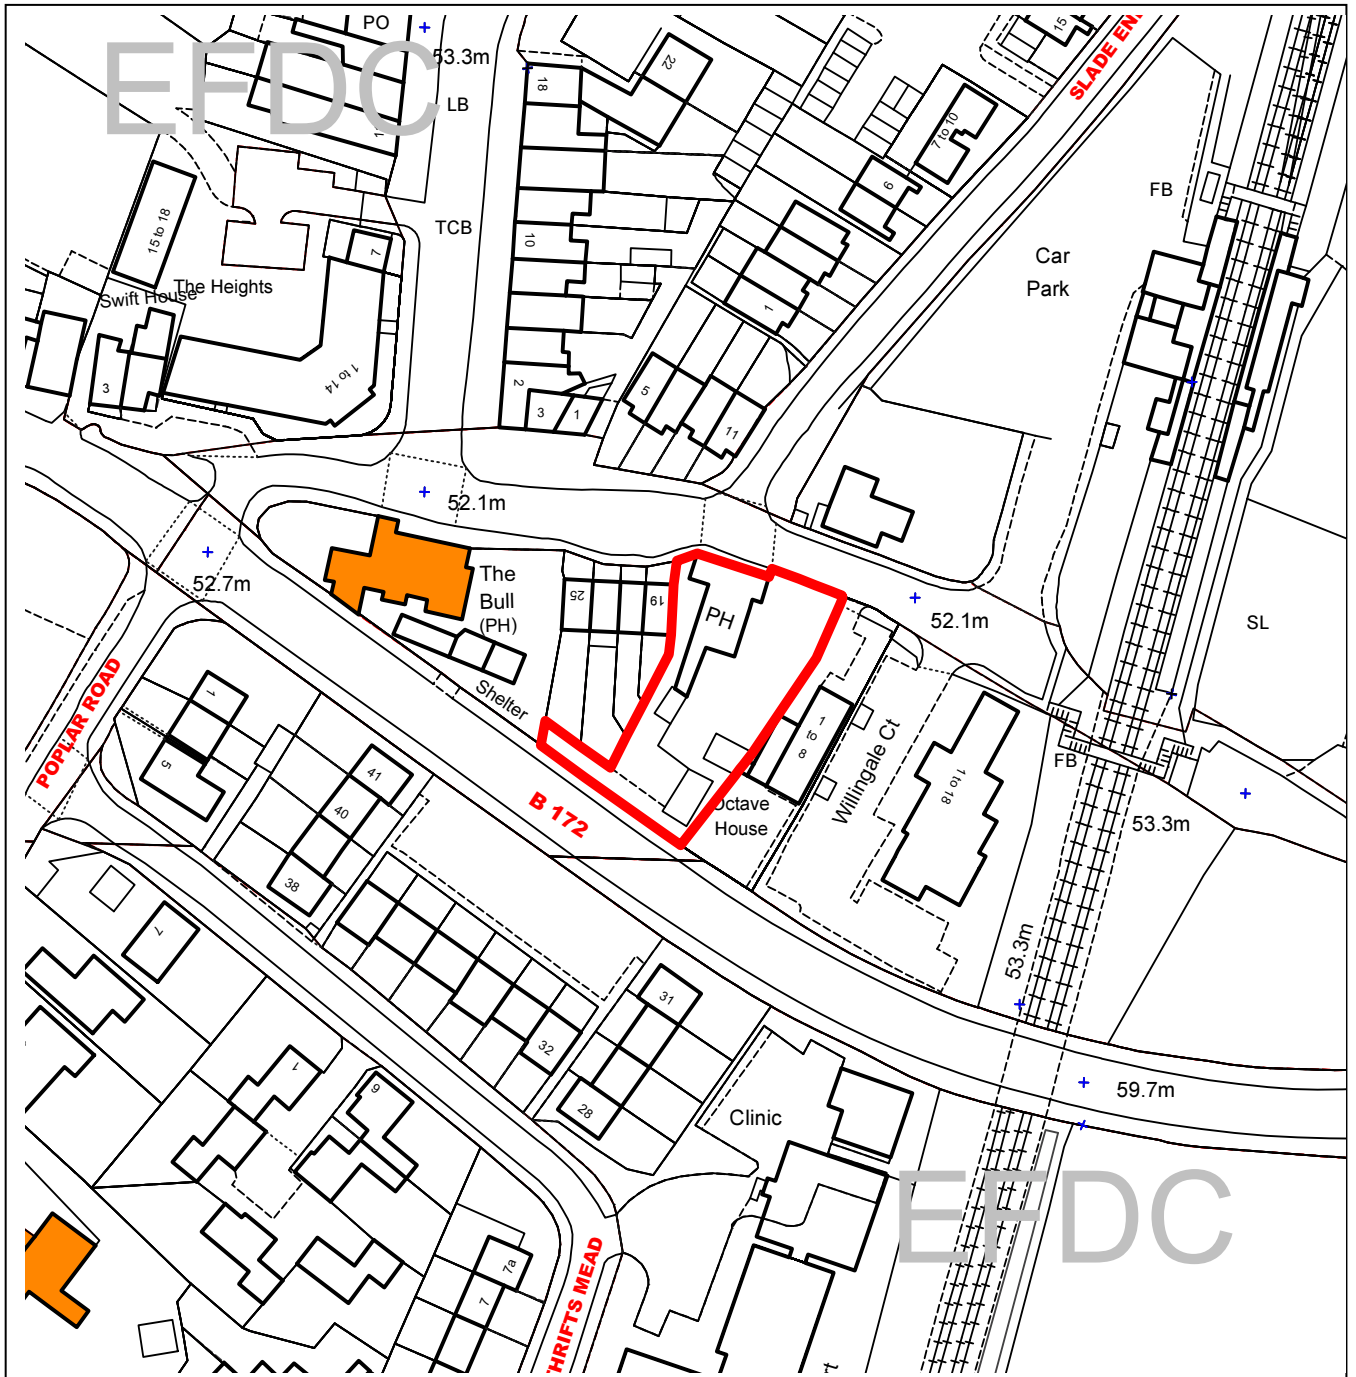 PO
EFDC
53.3m
LB
1
18
22
15
SLADE EN
7 to 10
6
FB
TCB
10
7
15 to 18
The Heights
Swift House
Car
Park
1
3
1 to 14
2
3
1
5
11
52.1m
52.7m
The
Bull
(PH)
25
19
PH
52.1m
SL
Shelter
POPLAR ROAD
1
5
41
40
38
B 172
1
to
8
Octave
House
Willingale Ct
1 to 18
FB
53.3m
53.3m
7
32
31
28
1
9
59.7m
Clinic
EFDC
7a
7
THRIFTS MEAD